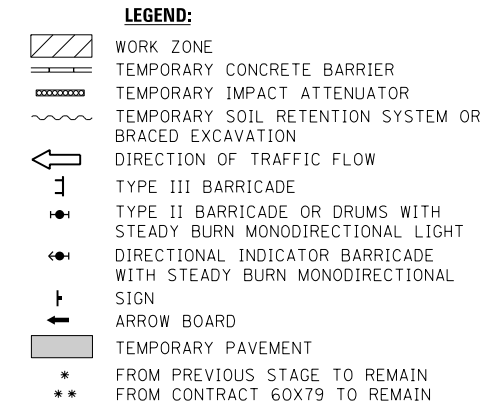 LEGEND:
WORK ZONE
TEMPORARY CONCRETE BARRIER
TEMPORARY IMPACT ATTENUATOR
TEMPORARY SOIL RETENTION SYSTEM OR
BRACED EXCAVATION
DIRECTION OF TRAFFIC FLOW
TYPE III BARRICADE
TYPE II BARRICADE OR DRUMS WITH
STEADY BURN MONODIRECTIONAL LIGHT
DIRECTIONAL INDICATOR BARRICADE
WITH STEADY BURN MONODIRECTIONAL
SIGN
ARROW BOARD
TEMPORARY PAVEMENT
* FROM PREVIOUS STAGE TO REMAIN
** FROM CONTRACT 60X79 TO REMAIN